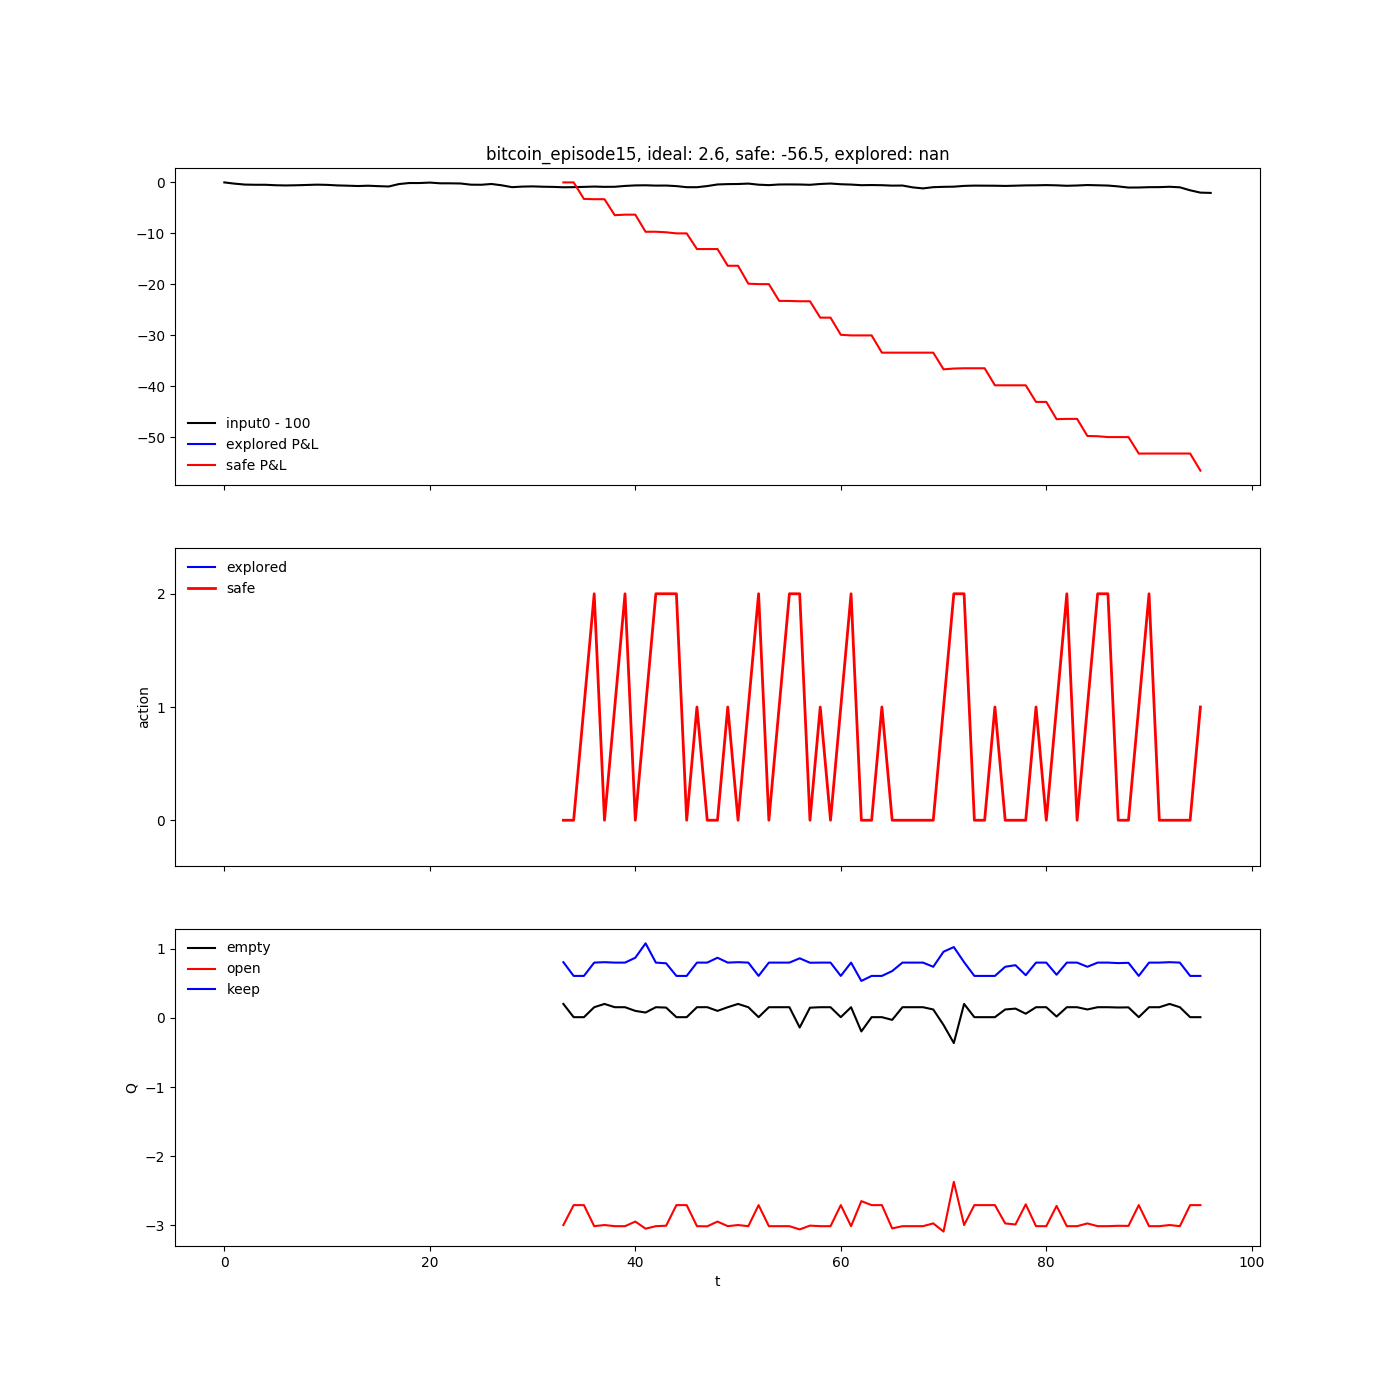 bitcoin_episode15, ideal: 2.6, safe: -56.5, explored: nan
0
−10
−20
−30
−40
−50
input0 - 100
explored P&L
safe P&L
explored
safe
2
1
0
action
empty
open
keep
1
0
−1
−2
−3
Q
0 20 40 60 80 100
t